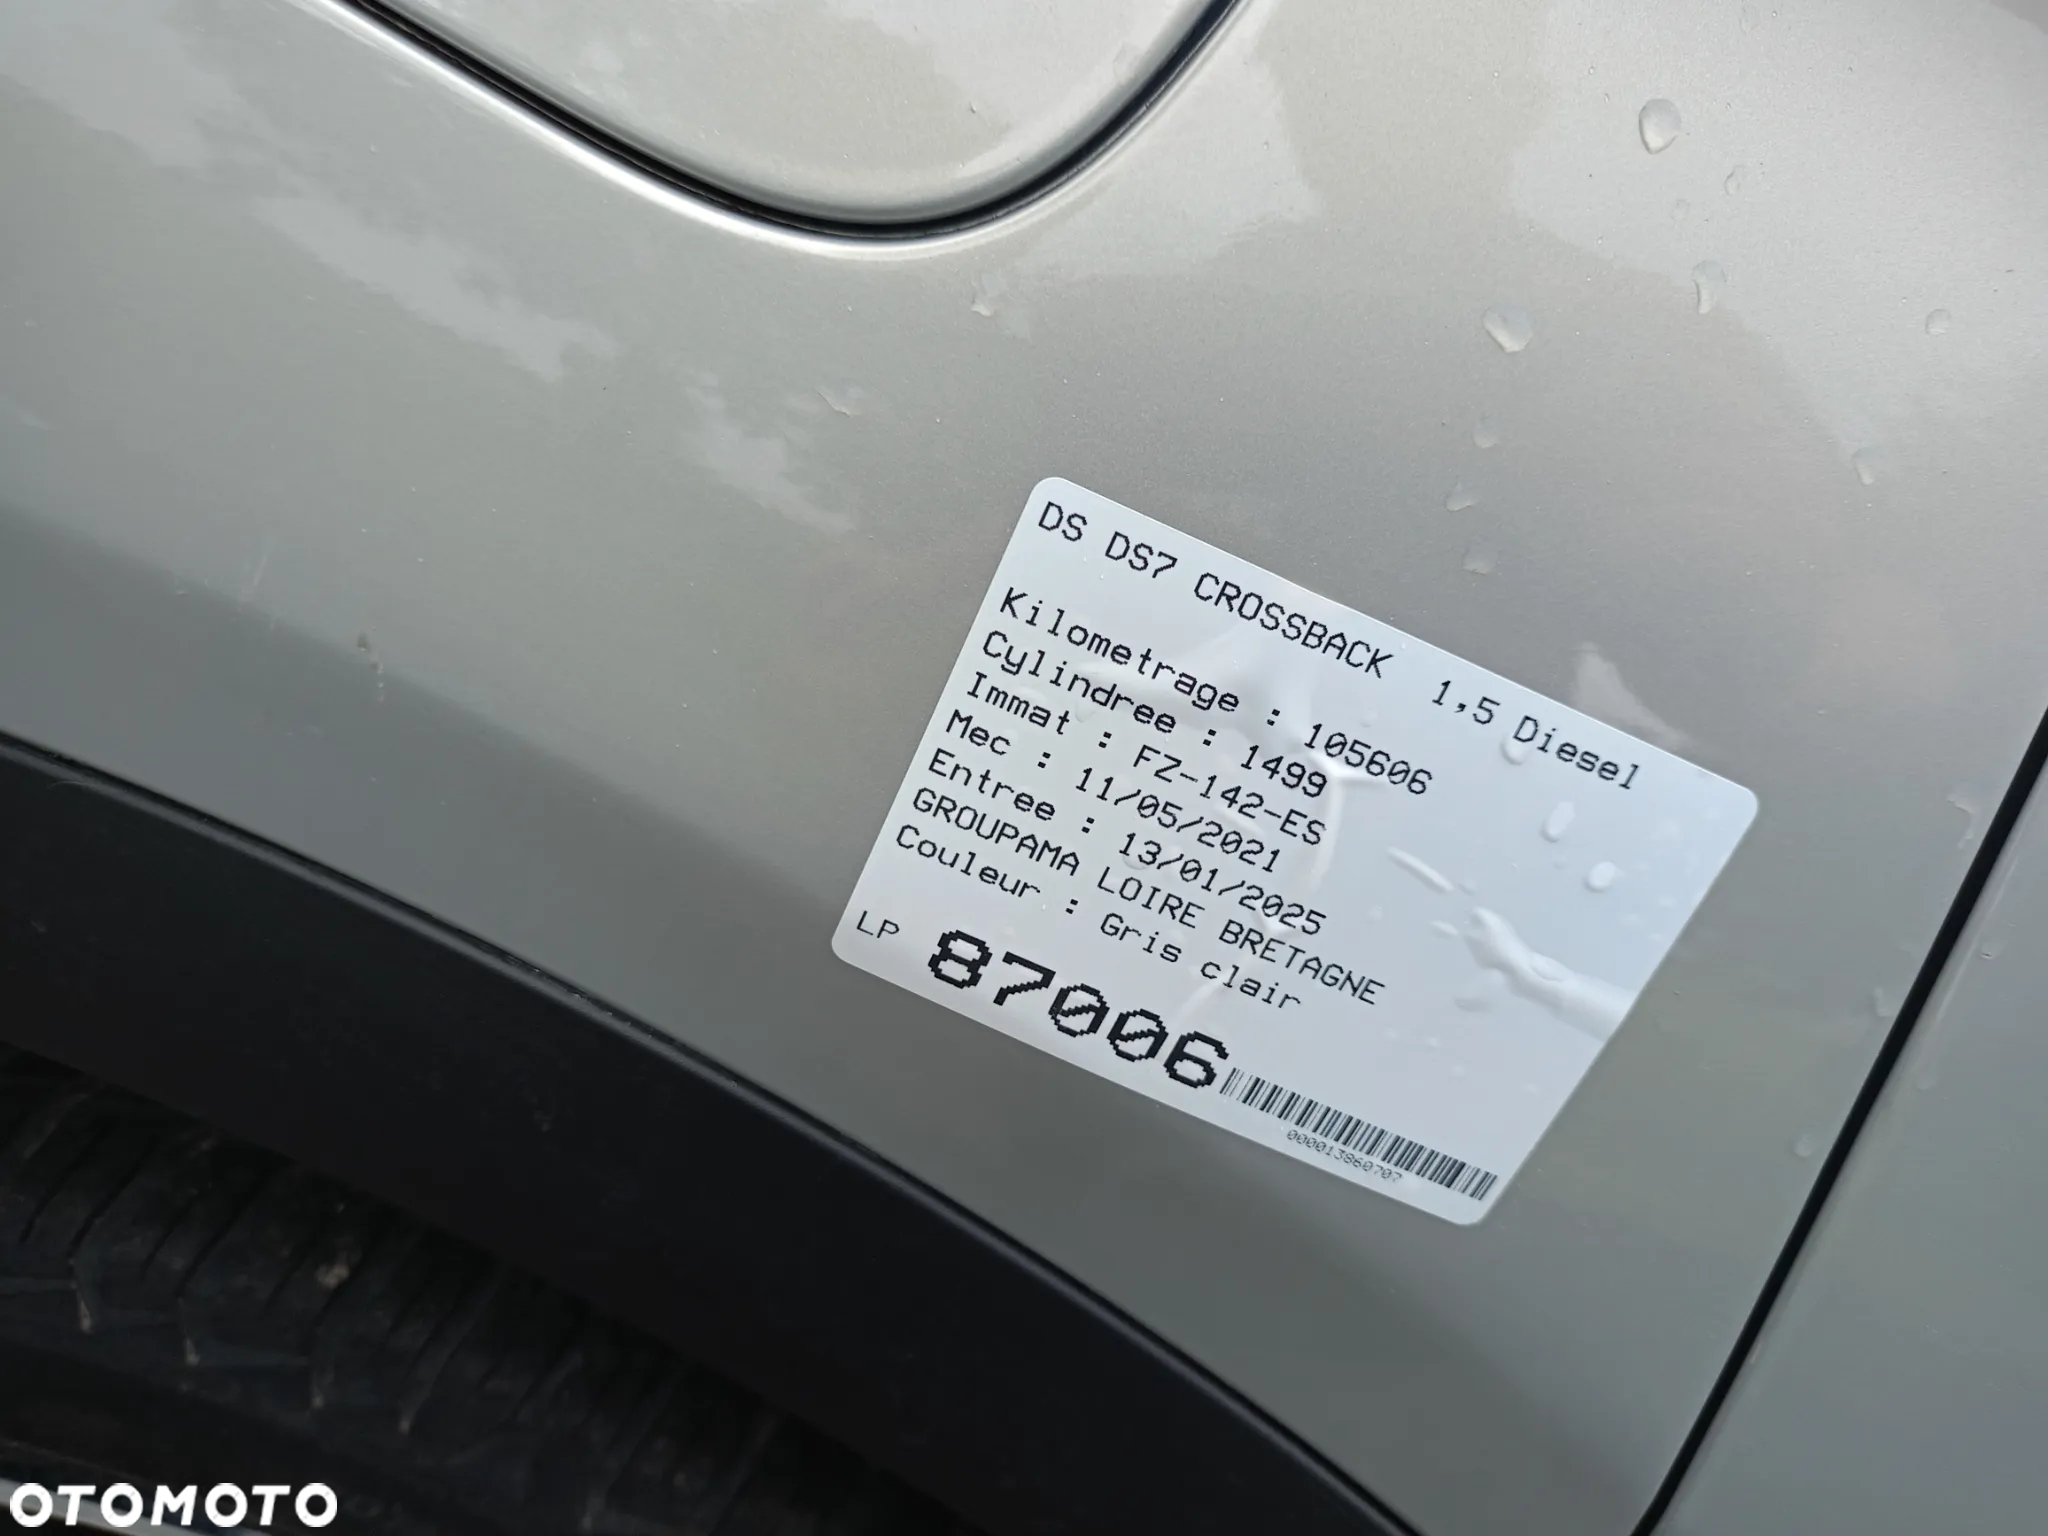 DS DS7 CROSSBACK 1,5 Diesel
Kilometrage : 105606
Cylindree : 1499
Immat : FZ-142-ES
Mec : 11/05/2021
Entree : 13/01/2025
GROUPAMA LOIRE BRETAGNE
Couleur : Gris clair
LP 87006
000013860707
OTOMOTO